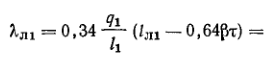 λл1 = 0,34 q1/l1 (lл1 — 0,64βτ) =